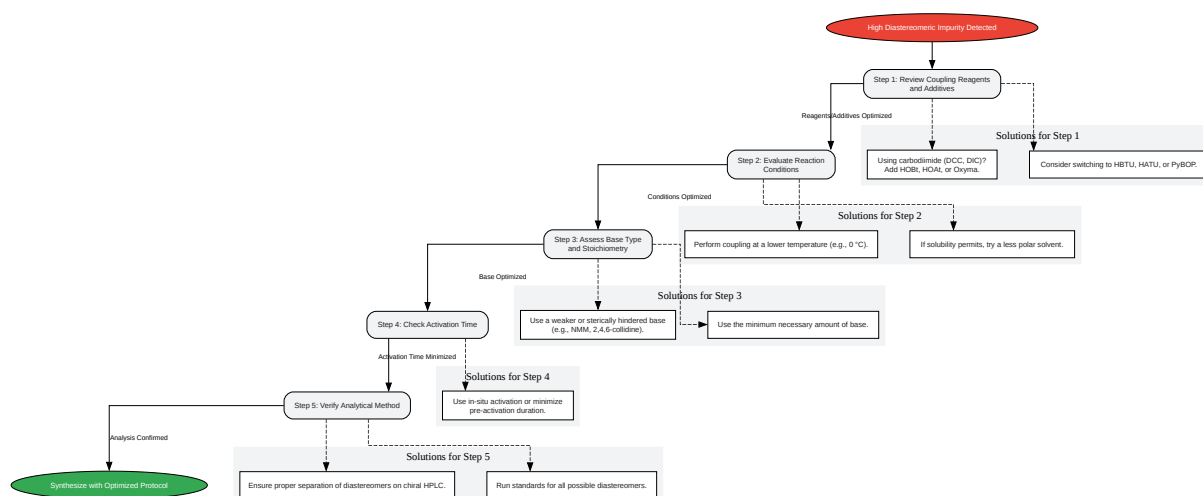 High Diastereomeric Impurity Detected
Step 1: Review Coupling Reagents
and Additives
Reagents/Additives Optimized
Solutions for Step 1
Using carbodiimide (DCC, DIC)?
Add HOBt, HOAt, or Oxyma.
Consider switching to HBTU, HATU, or PyBOP.
Step 2: Evaluate Reaction
Conditions
Conditions Optimized
Solutions for Step 2
Perform coupling at a lower temperature (e.g., 0 °C).
If solubility permits, try a less polar solvent.
Step 3: Assess Base Type
and Stoichiometry
Base Optimized
Solutions for Step 3
Use a weaker or sterically hindered base
(e.g., NMM, 2,4,6-collidine).
Use the minimum necessary amount of base.
Step 4: Check Activation Time
Activation Time Minimized
Solutions for Step 4
Use in-situ activation or minimize
pre-activation duration.
Step 5: Verify Analytical Method
Analysis Confirmed
Solutions for Step 5
Ensure proper separation of diastereomers on chiral HPLC.
Run standards for all possible diastereomers.
Synthesize with Optimized Protocol